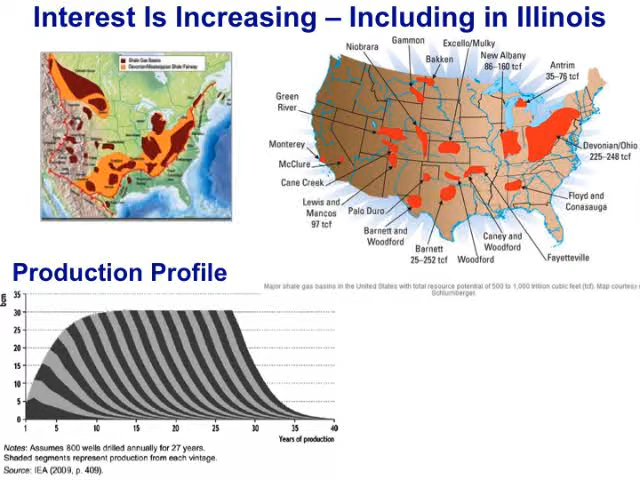 Interest Is Increasing – Including in Illinois
Shale Gas Basins
Devonian/Mississippian Shale Fairway
Niobrara
Gammon
Bakken
Excello/Mulky
New Albany
86–160 tcf
Antrim
35–76 tcf
Green
River
Monterey
McClure
Cane Creek
Lewis and
Mancos
97 tcf
Palo Duro
Barnett and
Woodford
Barnett
25–252 tcf
Woodford
Caney and
Woodford
Fayetteville
Floyd and
Conasauga
Devonian/Ohio
225–248 tcf
Major shale gas basins in the United States with total resource potential of 500 to 1,000 trillion cubic feet (tcf). Map courtesy
Schlumberger.
Production Profile
bcm
35
30
25
20
15
10
5
0
1 5 10 15 20 25 30 35 40
Years of production
Notes: Assumes 800 wells drilled annually for 27 years.
Shaded segments represent production from each vintage.
Source: IEA (2009, p. 409).